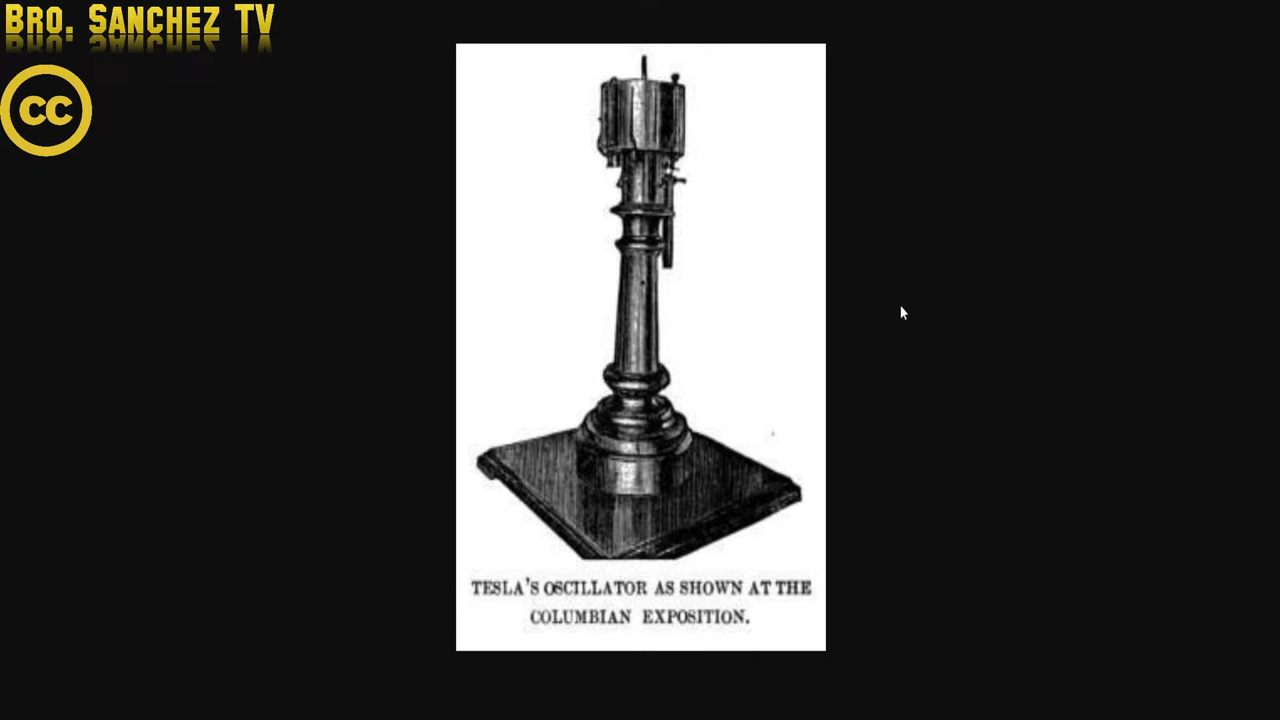 Bro. Sanchez TV
CC
TESLA'S OSCILLATOR AS SHOWN AT THE
COLUMBIAN EXPOSITION.